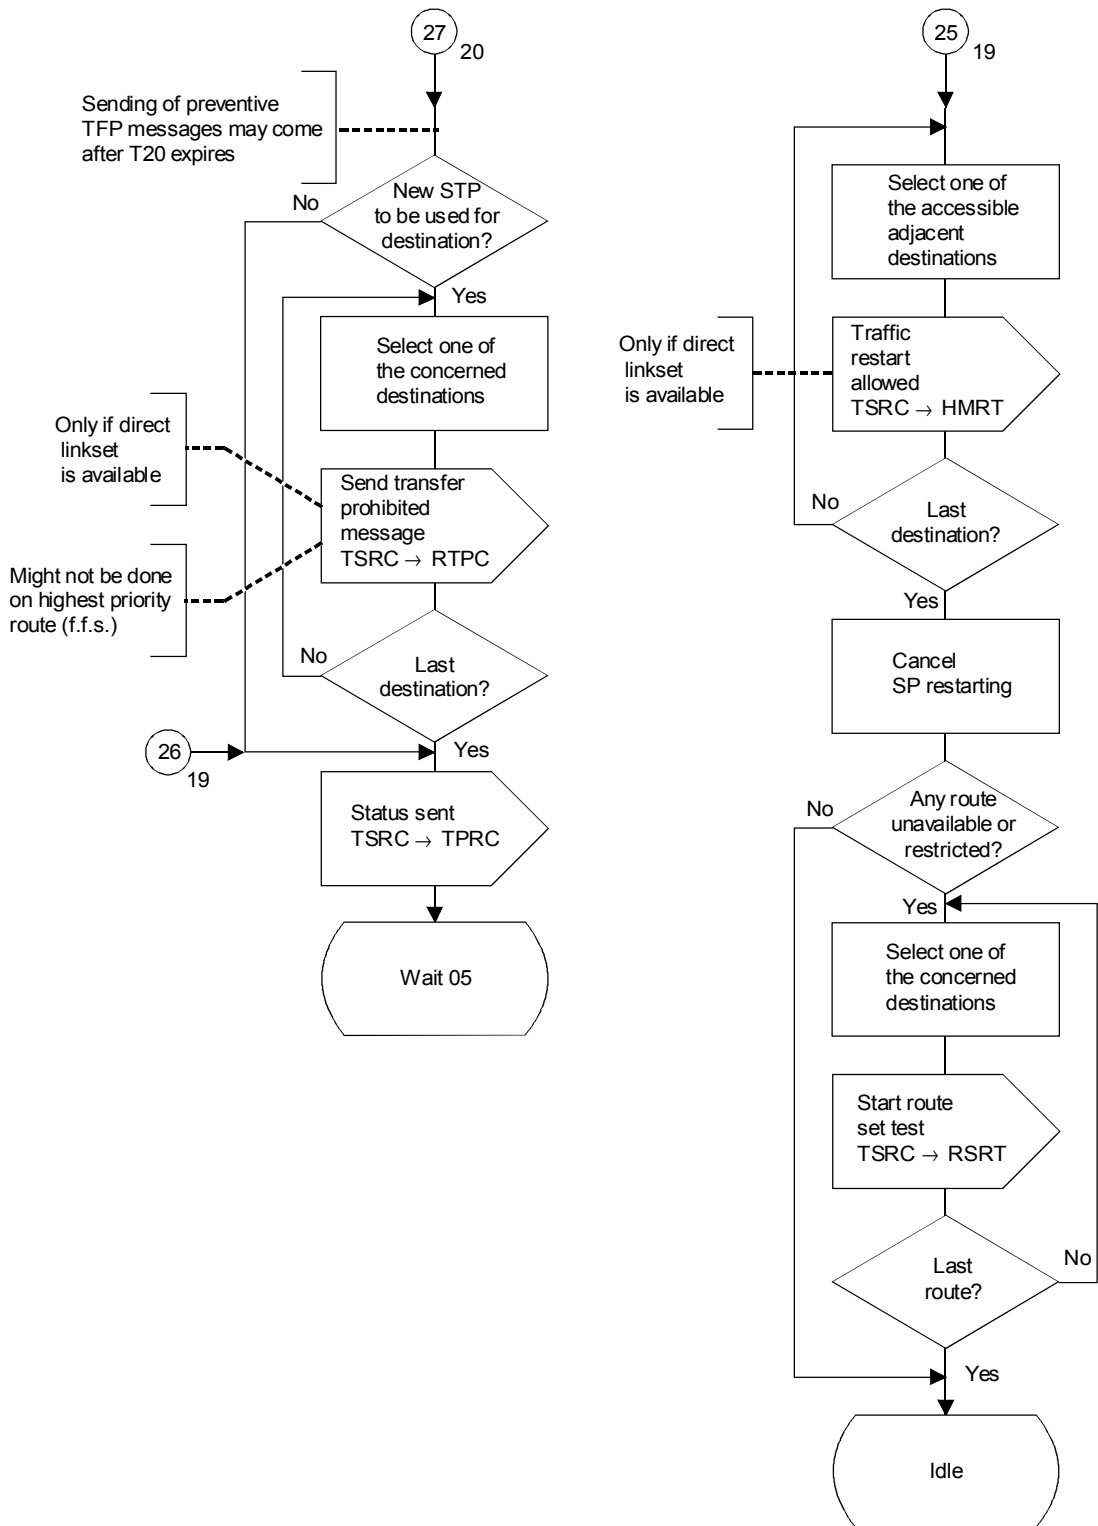 27
20
Sending of preventive
TFP messages may come
after T20 expires
New STP
to be used for
destination?
No
Yes
Select one of
the concerned
destinations
Only if direct
linkset
is available
Send transfer
prohibited
message
TSRC → RTPC
Might not be done
on highest priority
route (f.f.s.)
No
Last
destination?
26
19
Yes
Status sent
TSRC → TPRC
Wait 05
25
19
Select one of
the accessible
adjacent
destinations
Only if direct
linkset
is available
Traffic
restart
allowed
TSRC → HMRT
No
Last
destination?
Yes
Cancel
SP restarting
No
Any route
unavailable or
restricted?
Yes
Select one of
the concerned
destinations
Start route
set test
TSRC → RSRT
Last
route?
No
Yes
Idle